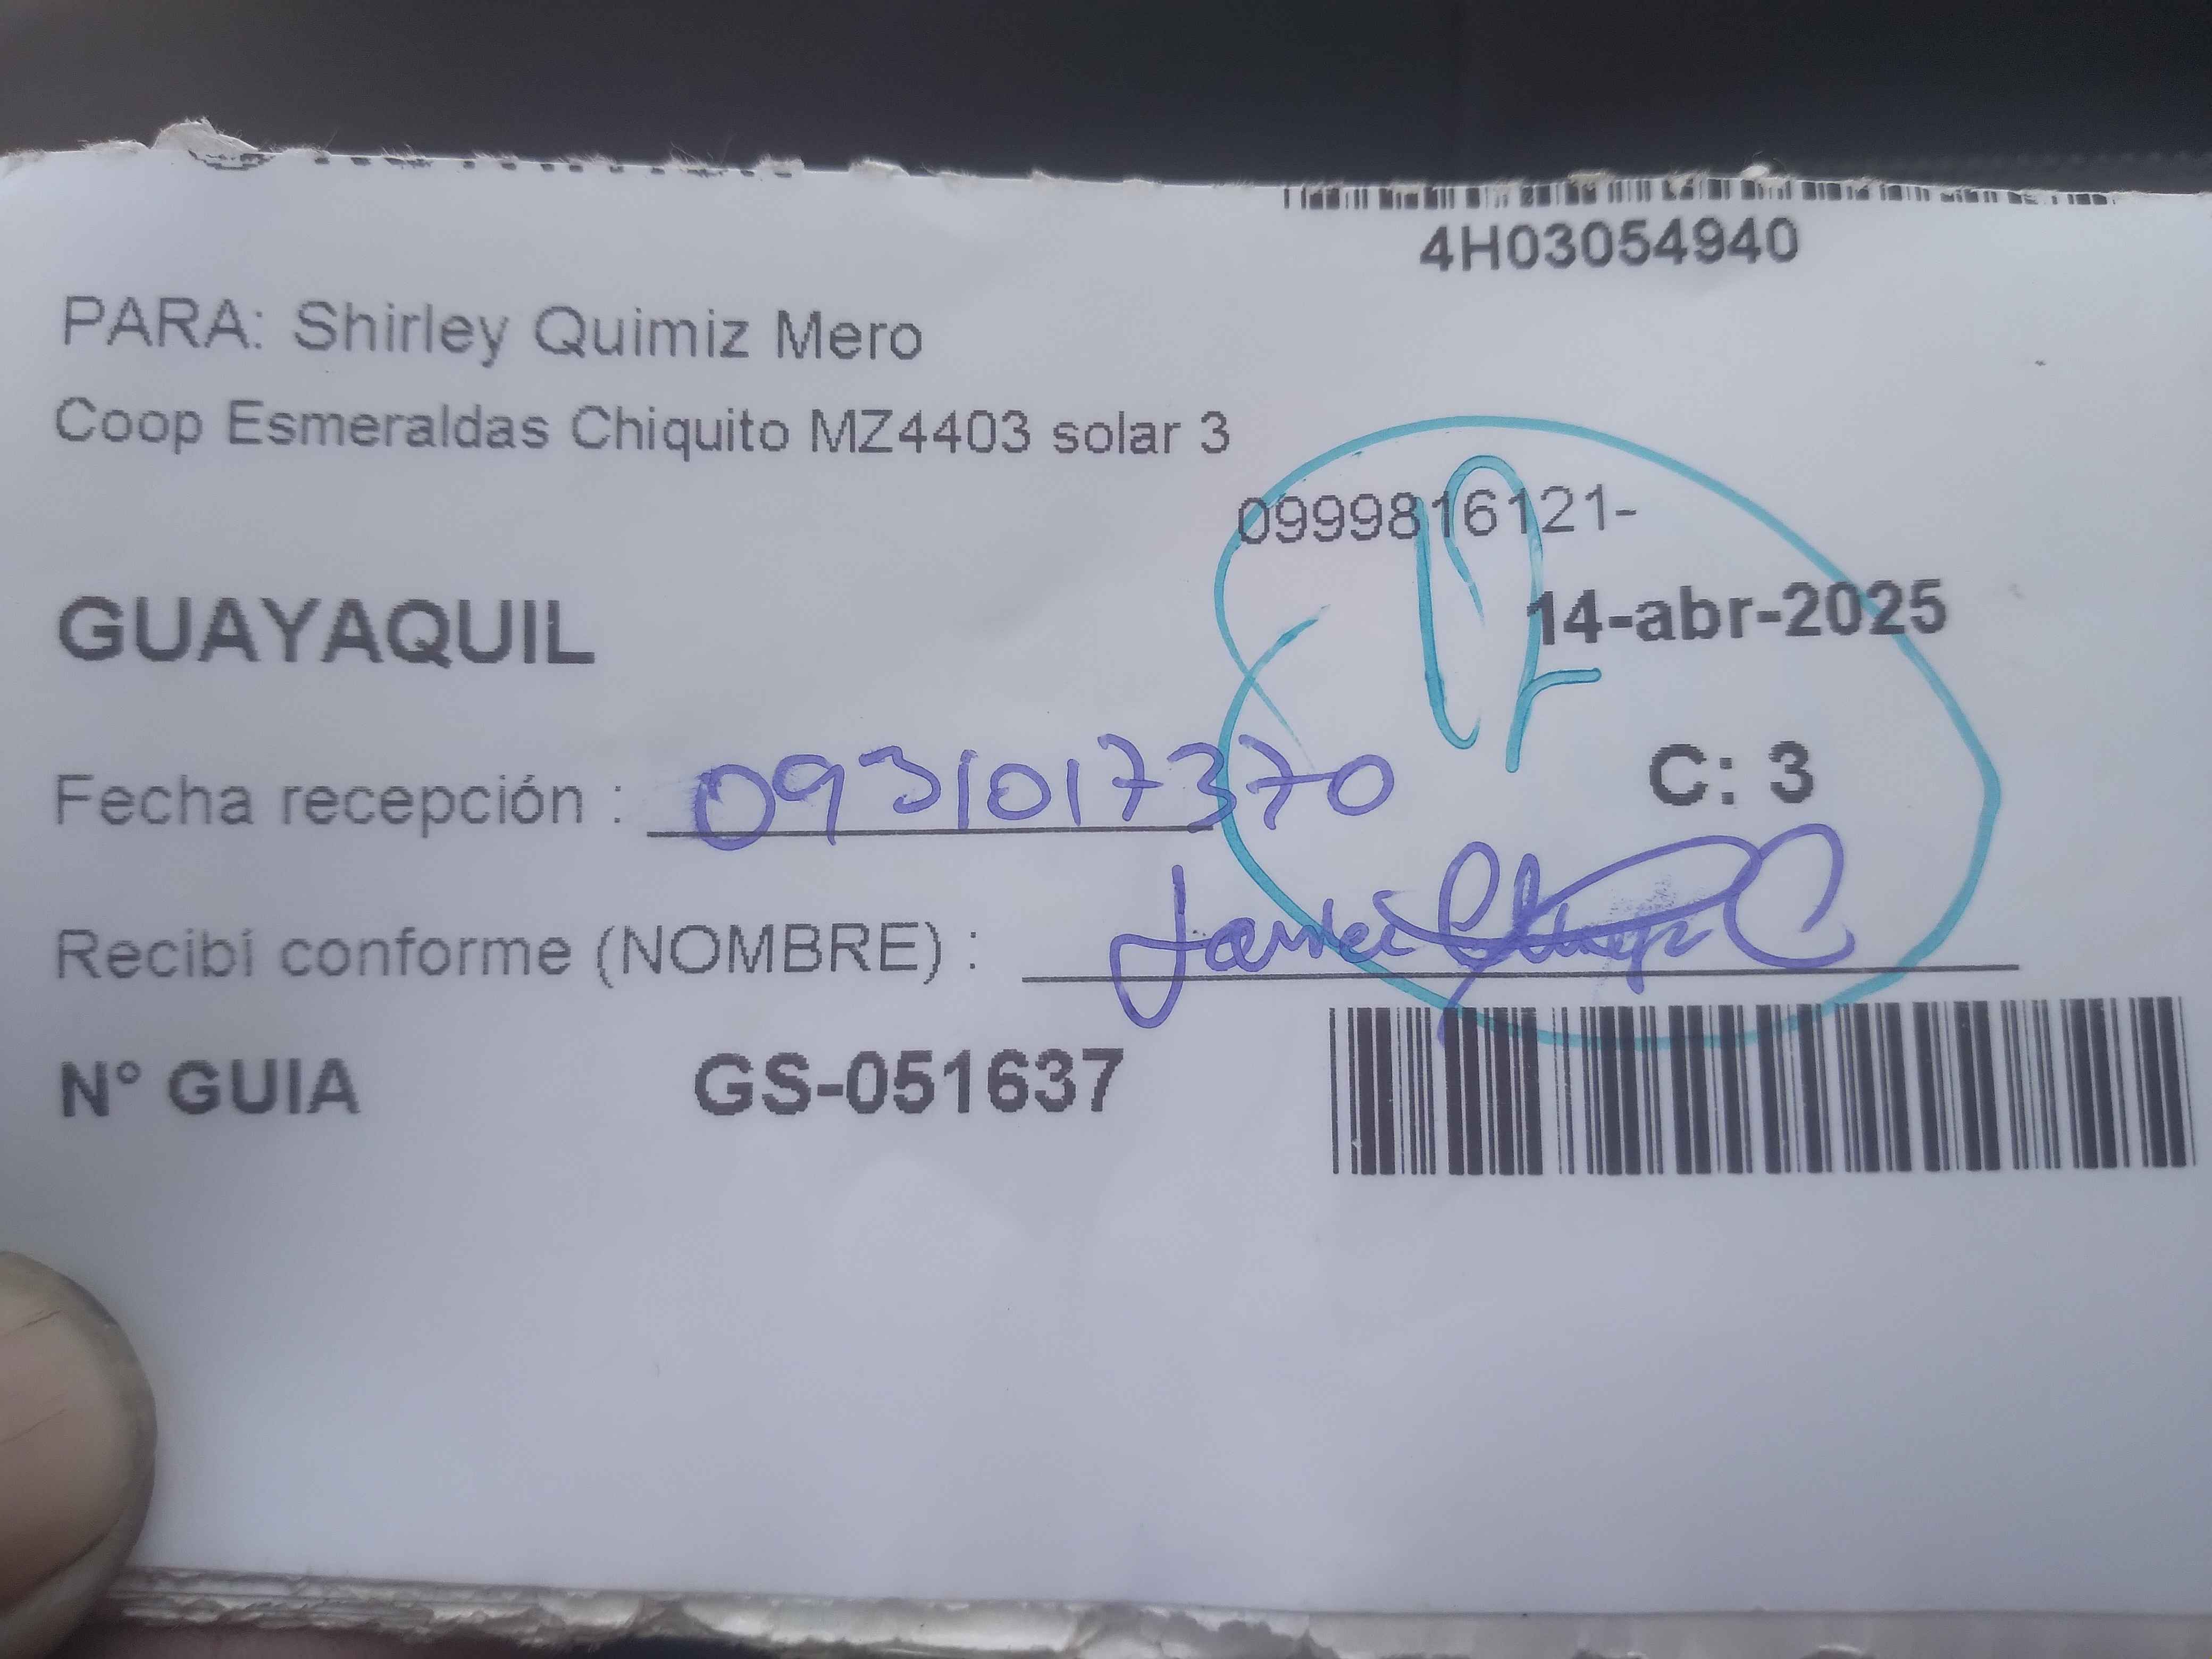 4H03054940
PARA: Shirley Quimiz Mero
Coop Esmeraldas Chiquito MZ4403 solar 3
0999816121-
GUAYAQUIL
14-abr-2025
Fecha recepción : 0931017370
C: 3
Recibí conforme (NOMBRE) :
N° GUIA GS-051637